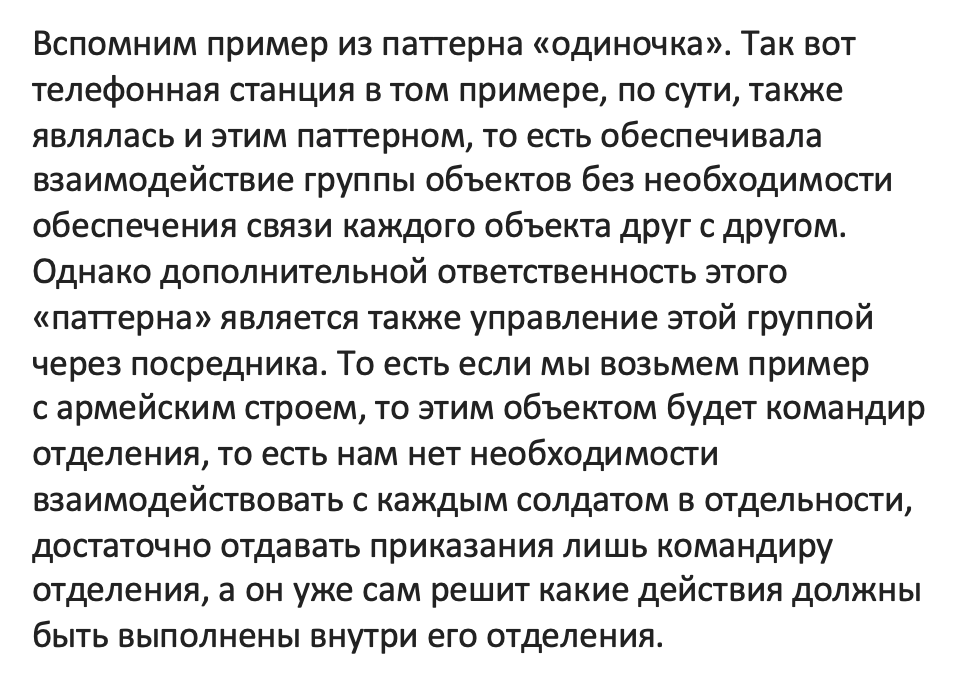 Вспомним пример из паттерна «одиночка». Так вот
телефонная станция в том примере, по сути, также
являлась и этим паттерном, то есть обеспечивала
взаимодействие группы объектов без необходимости
обеспечения связи каждого объекта друг с другом.
Однако дополнительной ответственность этого
«паттерна» является также управление этой группой
через посредника. То есть если мы возьмем пример
с армейским строем, то этим объектом будет командир
отделения, то есть нам нет необходимости
взаимодействовать с каждым солдатом в отдельности,
достаточно отдавать приказания лишь командиру
отделения, а он уже сам решит какие действия должны
быть выполнены внутри его отделения.